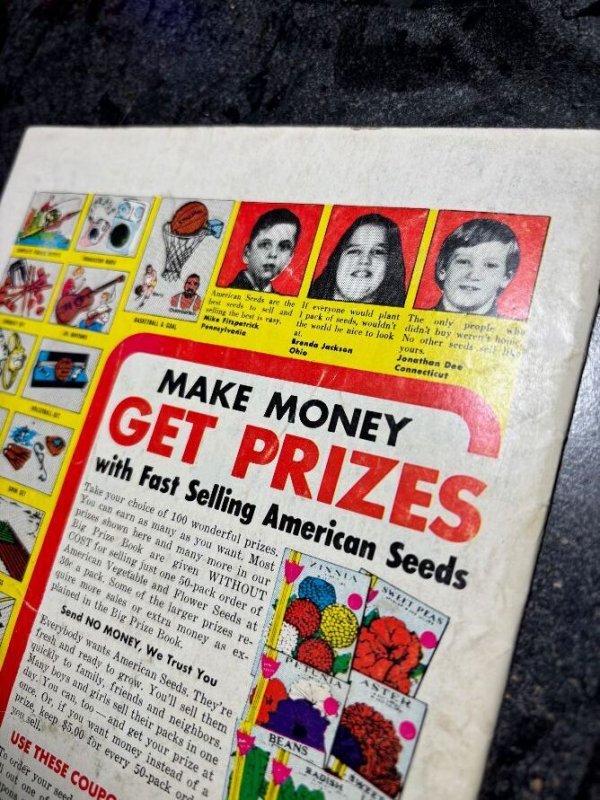 American Seeds are the
best seeds to sell and
selling the best is easy.
Mike Fitzpatrick
Pennsylvania
If everyone would plant
1 pack of seeds, wouldn't
the world be nice to look
at.
Brenda Jackson
Ohio
The only people who
didn't buy weren't home.
No other seeds sell like
yours.
Jonathan Dee
Connecticut
BASKETBALL & GOAL
MAKE MONEY
GET PRIZES
with Fast Selling American Seeds
Take your choice of 100 wonderful prizes.
You can earn as many as you want. Most
prizes shown here and many more in our
Big Prize Book are given WITHOUT
COST for selling just one 50-pack order of
American Vegetable and Flower Seeds at
30¢ a pack. Some of the larger prizes re-
quire more sales or extra money as ex-
plained in the Big Prize Book.
Send NO MONEY, We Trust You
Everybody wants American Seeds. They're
fresh and ready to grow. You'll sell them
quickly to family, friends and neighbors.
Many boys and girls sell their packs in one
day. You can, too—and get your prize at
once. Or, if you want money instead of a
prize, keep $5.00 for every 50-pack ord
you sell.
USE THESE COUPO
To order your seed
out one of
ZINNIA
SWEET PEAS
PETUNIA
ASTER
BEANS
RADISH
SWEET